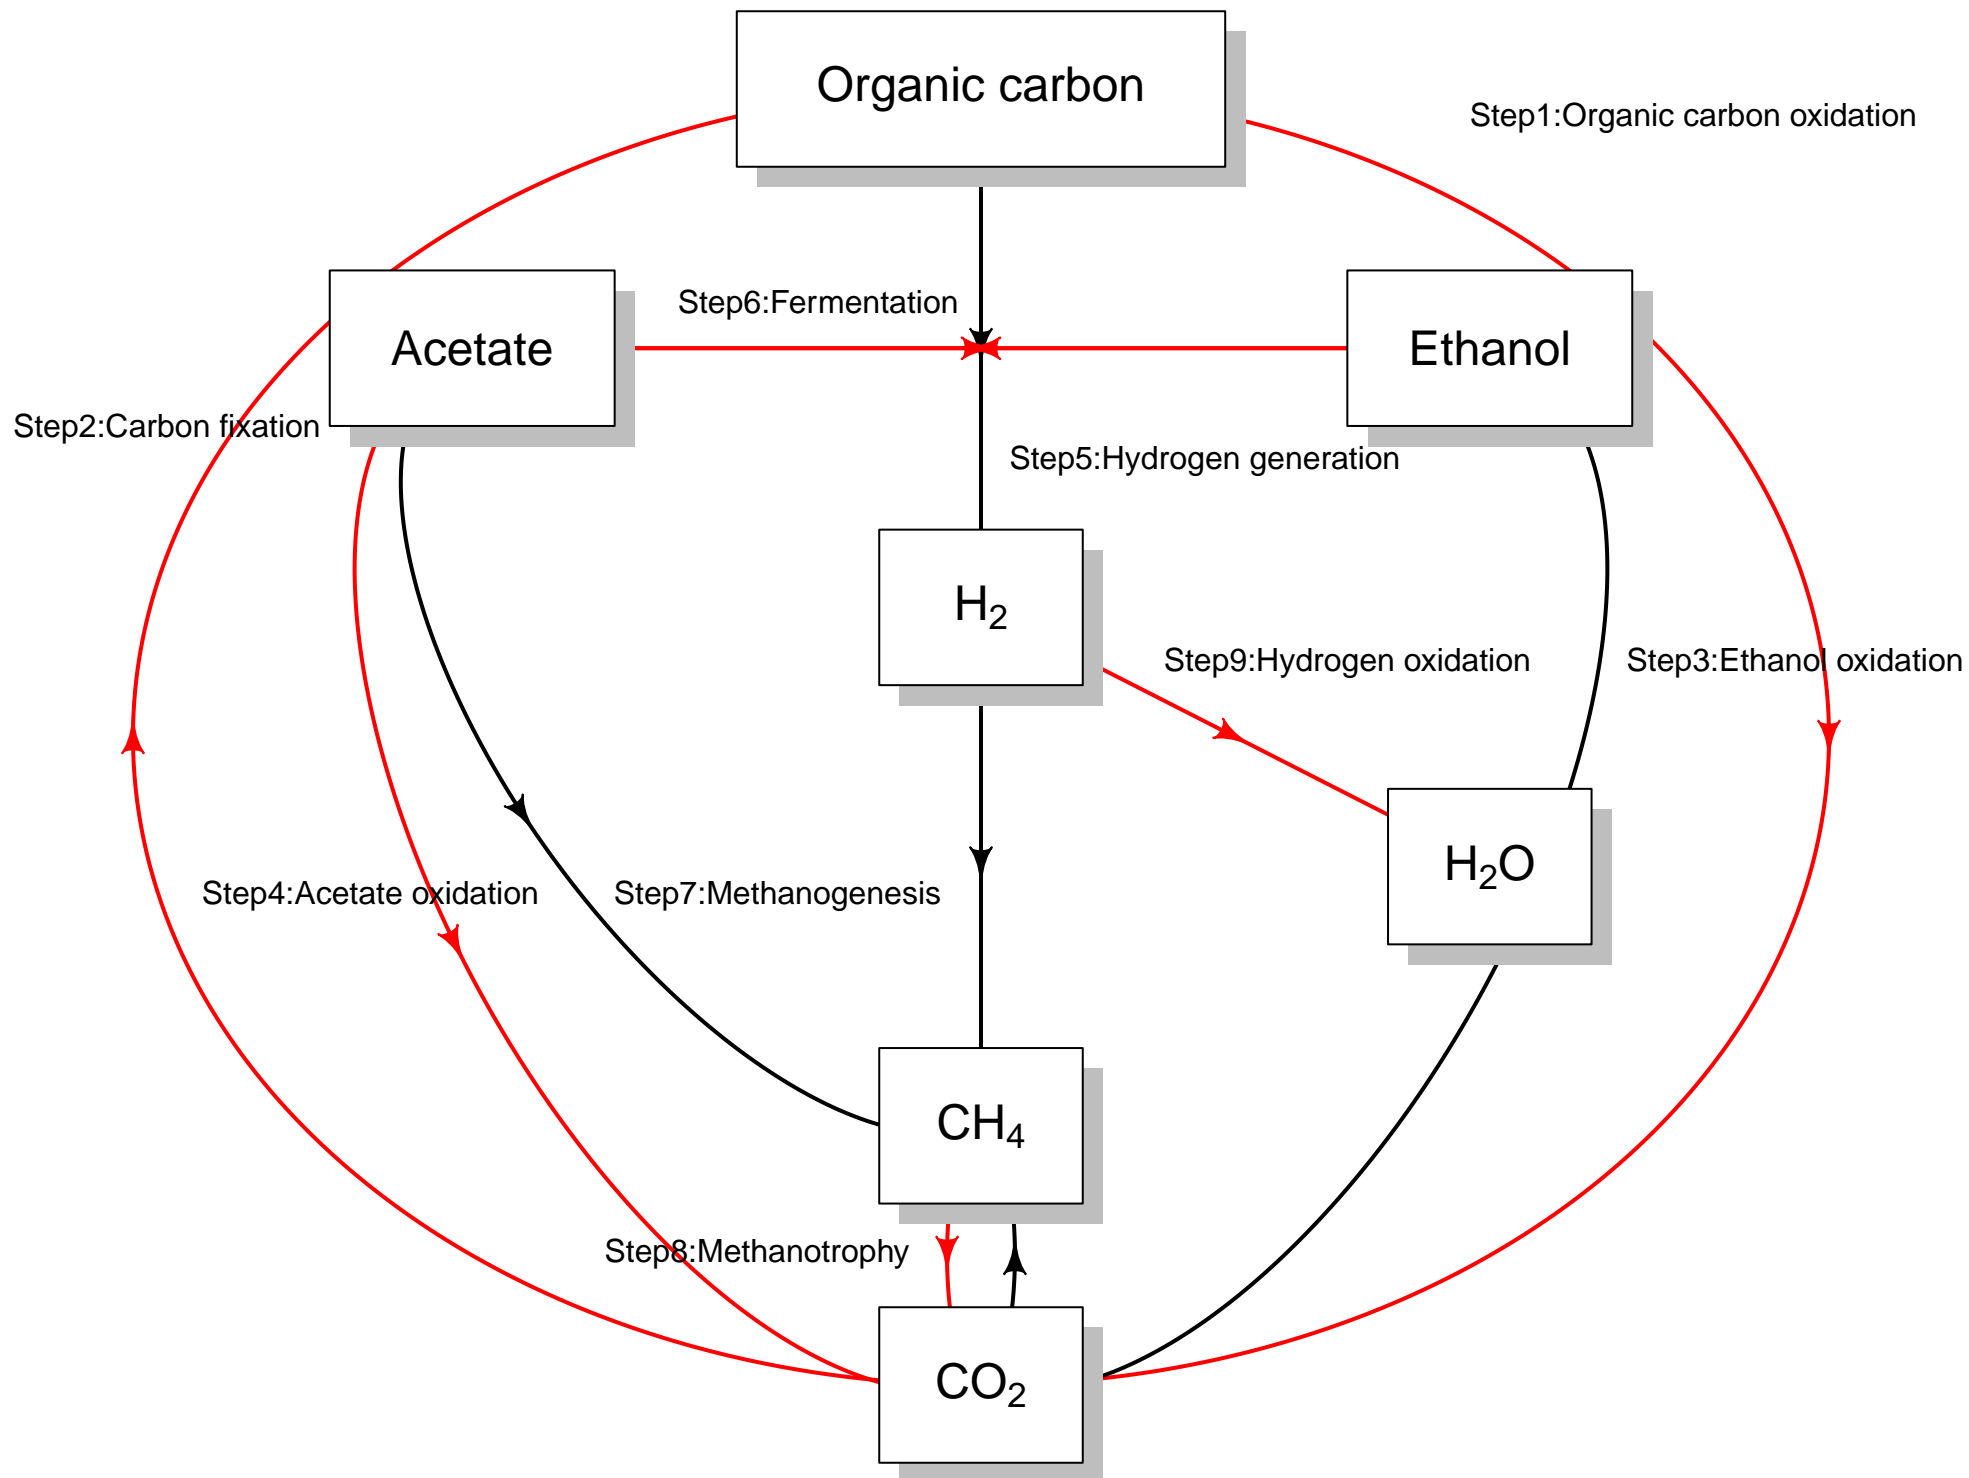 Organic carbon
Step1:Organic carbon oxidation
Step6:Fermentation
Acetate
Ethanol
Step2:Carbon fixation
Step5:Hydrogen generation
H₂
Step9:Hydrogen oxidation
Step3:Ethanol oxidation
H₂O
Step4:Acetate oxidation
Step7:Methanogenesis
CH₄
Step8:Methanotrophy
CO₂